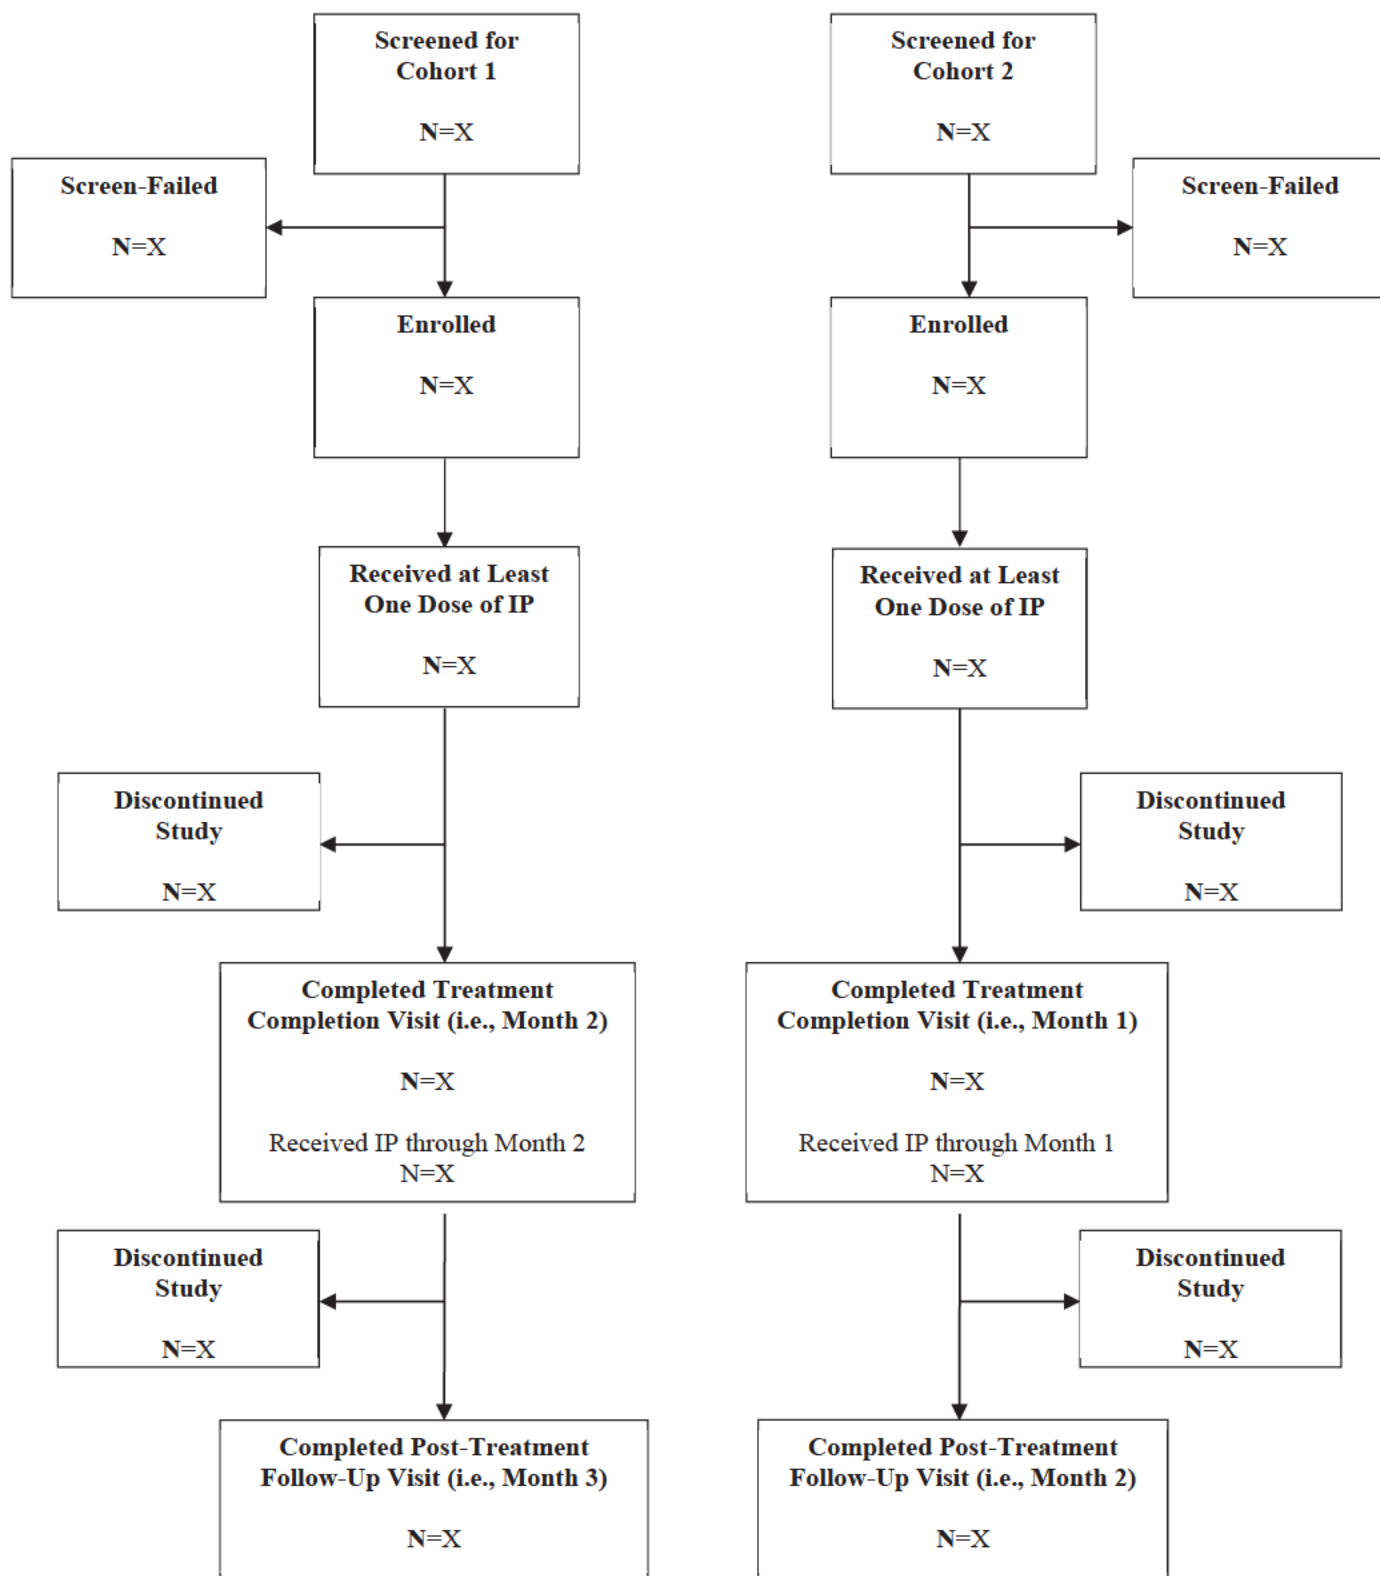 Screened for
Cohort 1
N=X
Screen-Failed
N=X
Enrolled
N=X
Received at Least
One Dose of IP
N=X
Discontinued
Study
N=X
Completed Treatment
Completion Visit (i.e., Month 2)
N=X
Received IP through Month 2
N=X
Discontinued
Study
N=X
Completed Post-Treatment
Follow-Up Visit (i.e., Month 3)
N=X
Screened for
Cohort 2
N=X
Screen-Failed
N=X
Enrolled
N=X
Received at Least
One Dose of IP
N=X
Discontinued
Study
N=X
Completed Treatment
Completion Visit (i.e., Month 1)
N=X
Received IP through Month 1
N=X
Discontinued
Study
N=X
Completed Post-Treatment
Follow-Up Visit (i.e., Month 2)
N=X